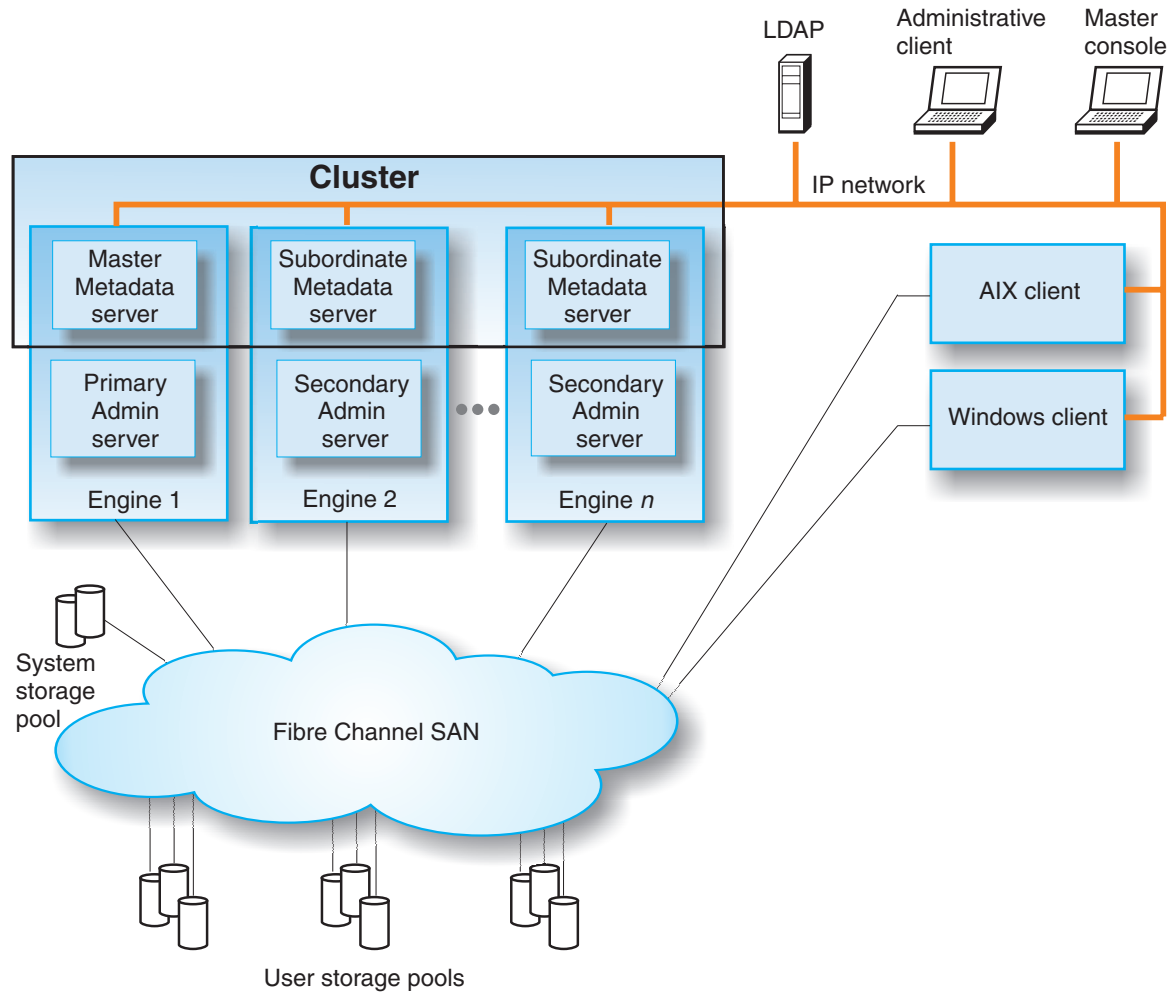 LDAP
Administrative
client
Master
console
Cluster
IP network
Master
Metadata
server
Subordinate
Metadata
server
Subordinate
Metadata
server
AIX client
Primary
Admin
server
Secondary
Admin
server
Secondary
Admin
server
Windows client
Engine 1
Engine 2
Engine n
System
storage
pool
Fibre Channel SAN
User storage pools